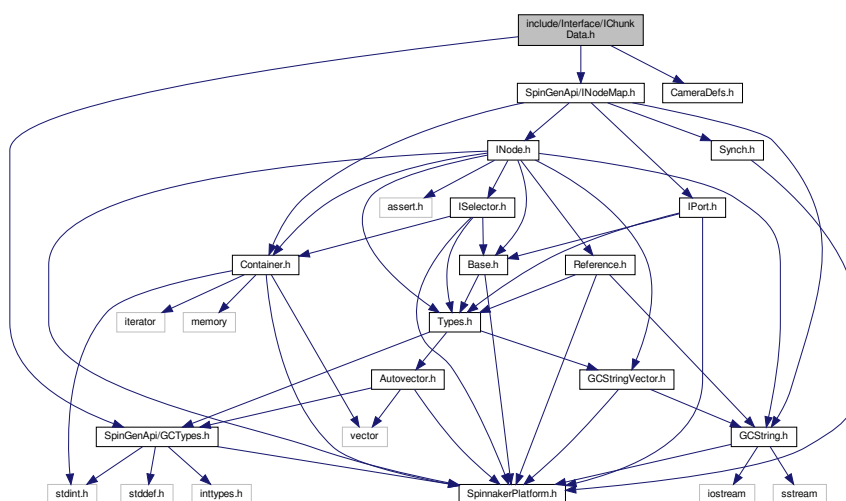 include/Interface/IChunk
Data.h
SpinGenApi/INodeMap.h
CameraDefs.h
INode.h
Synch.h
assert.h
ISelector.h
IPort.h
Container.h
Base.h
Reference.h
iterator
memory
Types.h
Autovector.h
GCStringVector.h
SpinGenApi/GCTypes.h
vector
GCString.h
stdint.h
stddef.h
inttypes.h
SpinnakerPlatform.h
iostream
sstream